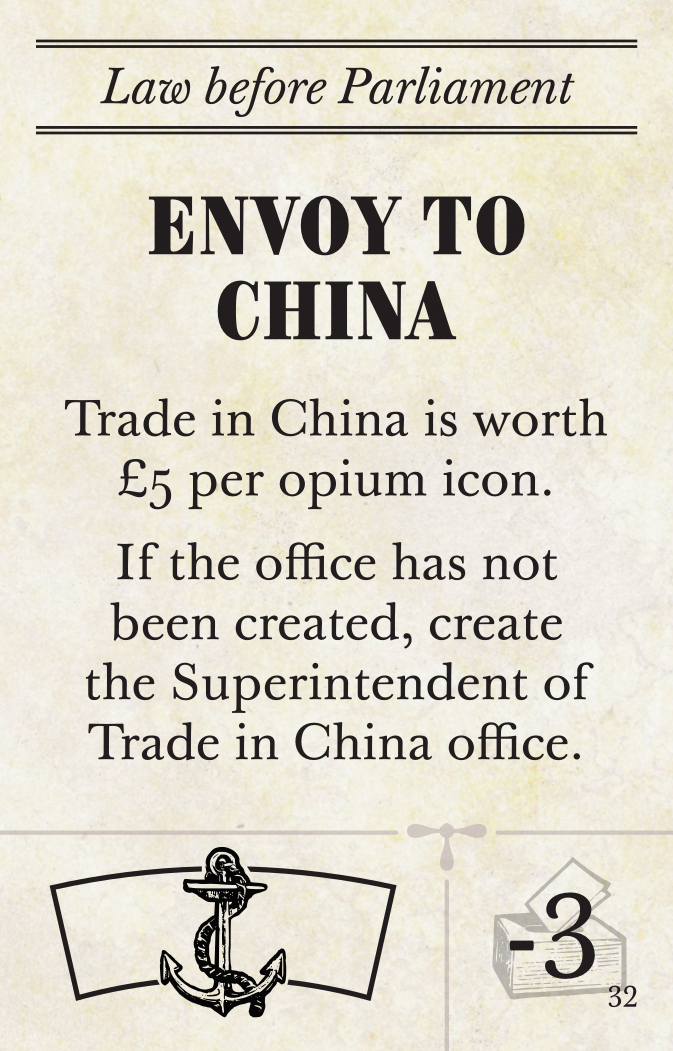 Law before Parliament
ENVOY TO
CHINA
Trade in China is worth
£5 per opium icon.
If the office has not
been created, create
the Superintendent of
Trade in China office.
-3
32